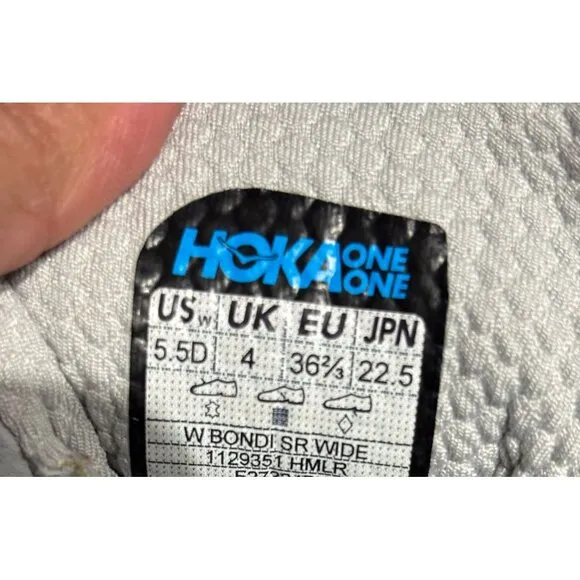 HOKA ONE ONE
US W UK EU JPN
5.5D 4 36⅔ 22.5
W BONDI SR WIDE
1129351 HMLR